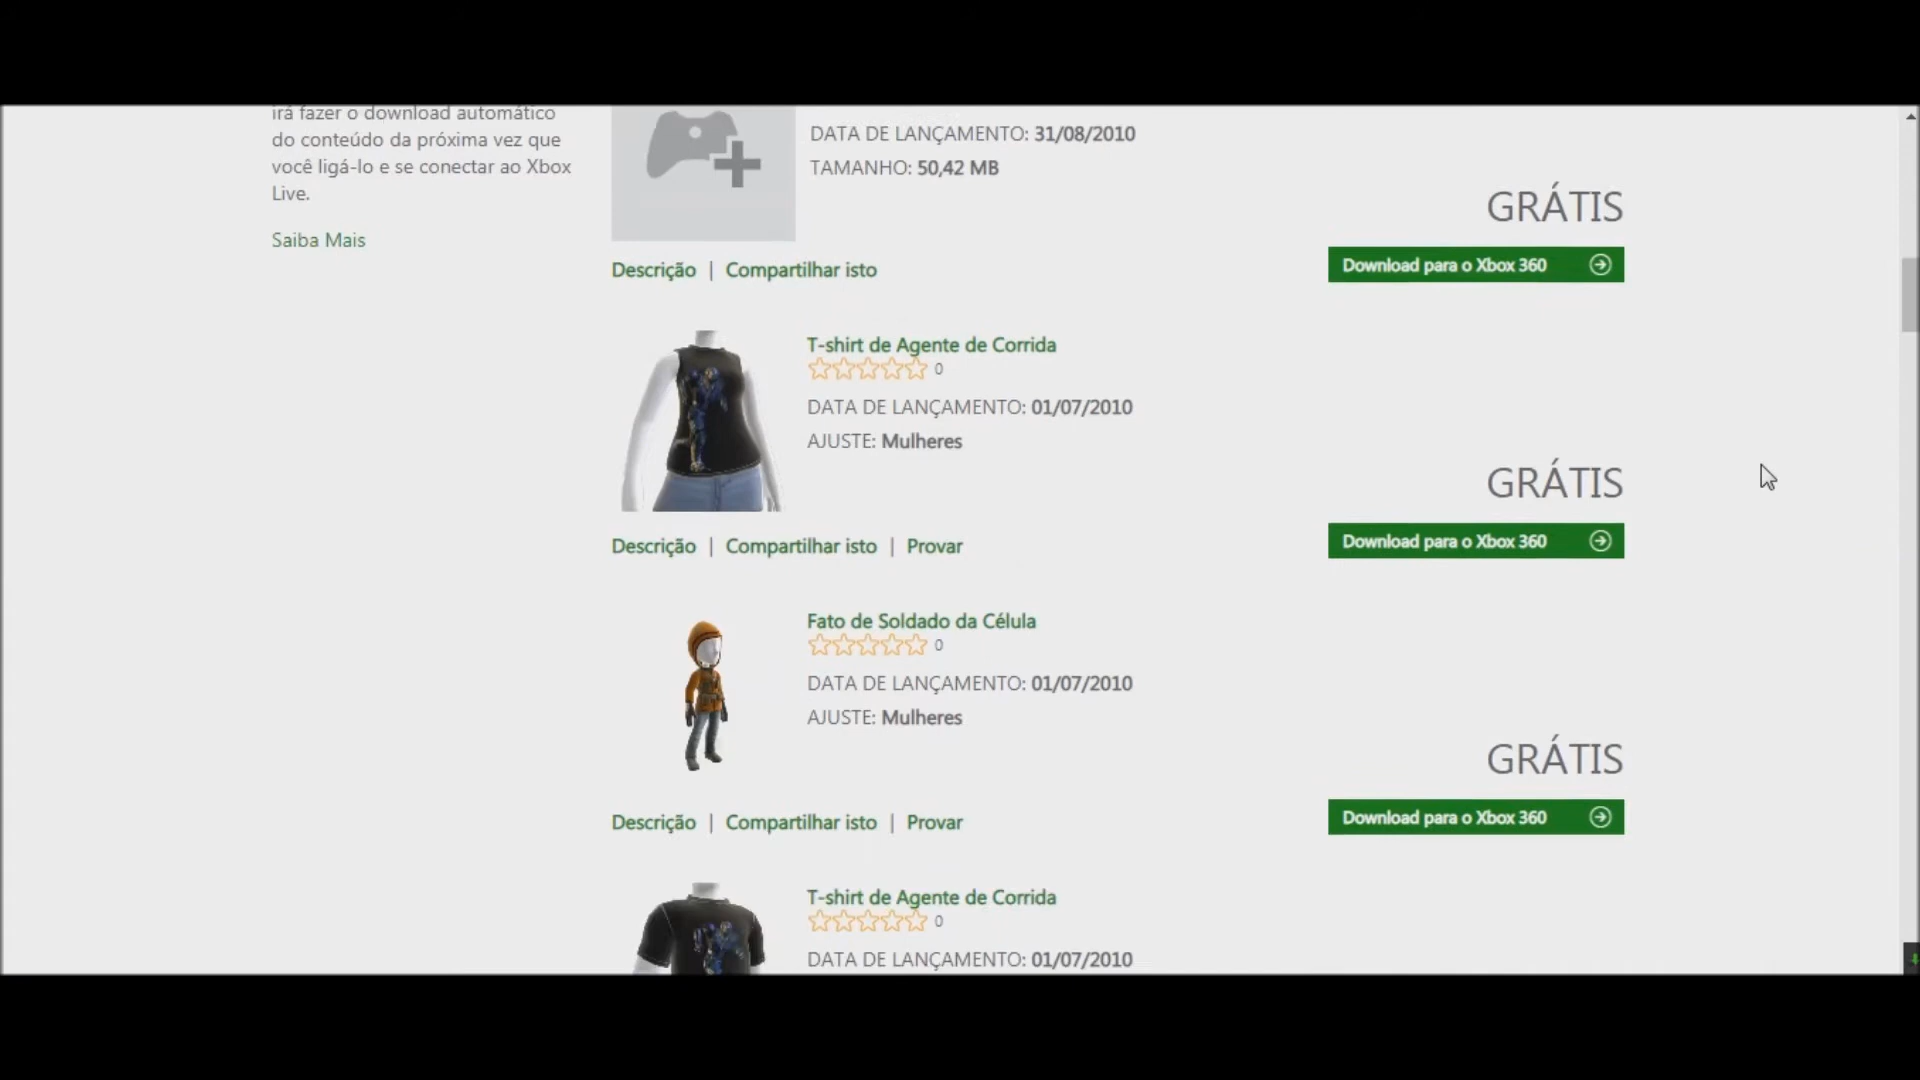 irá fazer o download automático
do conteúdo da próxima vez que
você ligá-lo e se conectar ao Xbox
Live.
Saiba Mais
DATA DE LANÇAMENTO: 31/08/2010
TAMANHO: 50,42 MB
GRÁTIS
Download para o Xbox 360
Descrição | Compartilhar isto
T-shirt de Agente de Corrida
0
DATA DE LANÇAMENTO: 01/07/2010
AJUSTE: Mulheres
GRÁTIS
Download para o Xbox 360
Descrição | Compartilhar isto | Provar
Fato de Soldado da Célula
0
DATA DE LANÇAMENTO: 01/07/2010
AJUSTE: Mulheres
GRÁTIS
Download para o Xbox 360
Descrição | Compartilhar isto | Provar
T-shirt de Agente de Corrida
0
DATA DE LANÇAMENTO: 01/07/2010